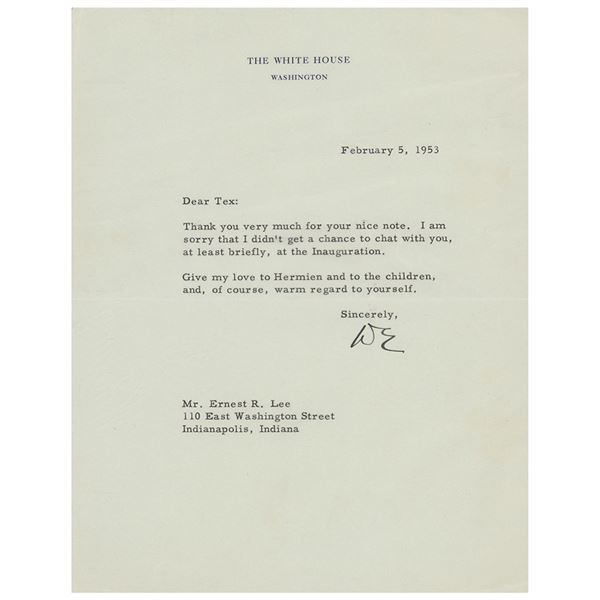 THE WHITE HOUSE
WASHINGTON
February 5, 1953
Dear Tex:
Thank you very much for your nice note. I am
sorry that I didn't get a chance to chat with you,
at least briefly, at the Inauguration.
Give my love to Hermien and to the children,
and, of course, warm regard to yourself.
Sincerely,
DE
Mr. Ernest R. Lee
110 East Washington Street
Indianapolis, Indiana